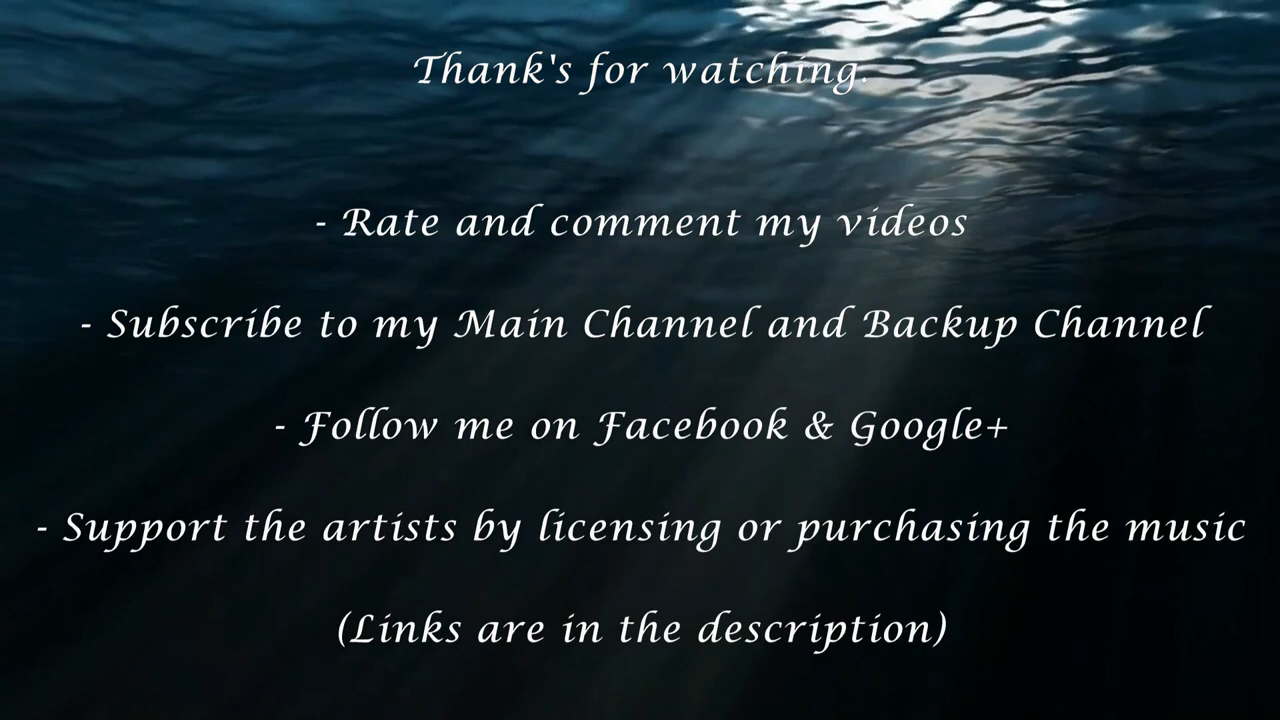 Thank's for watching.
- Rate and comment my videos
- Subscribe to my Main Channel and Backup Channel
- Follow me on Facebook & Google+
- Support the artists by licensing or purchasing the music
(Links are in the description)